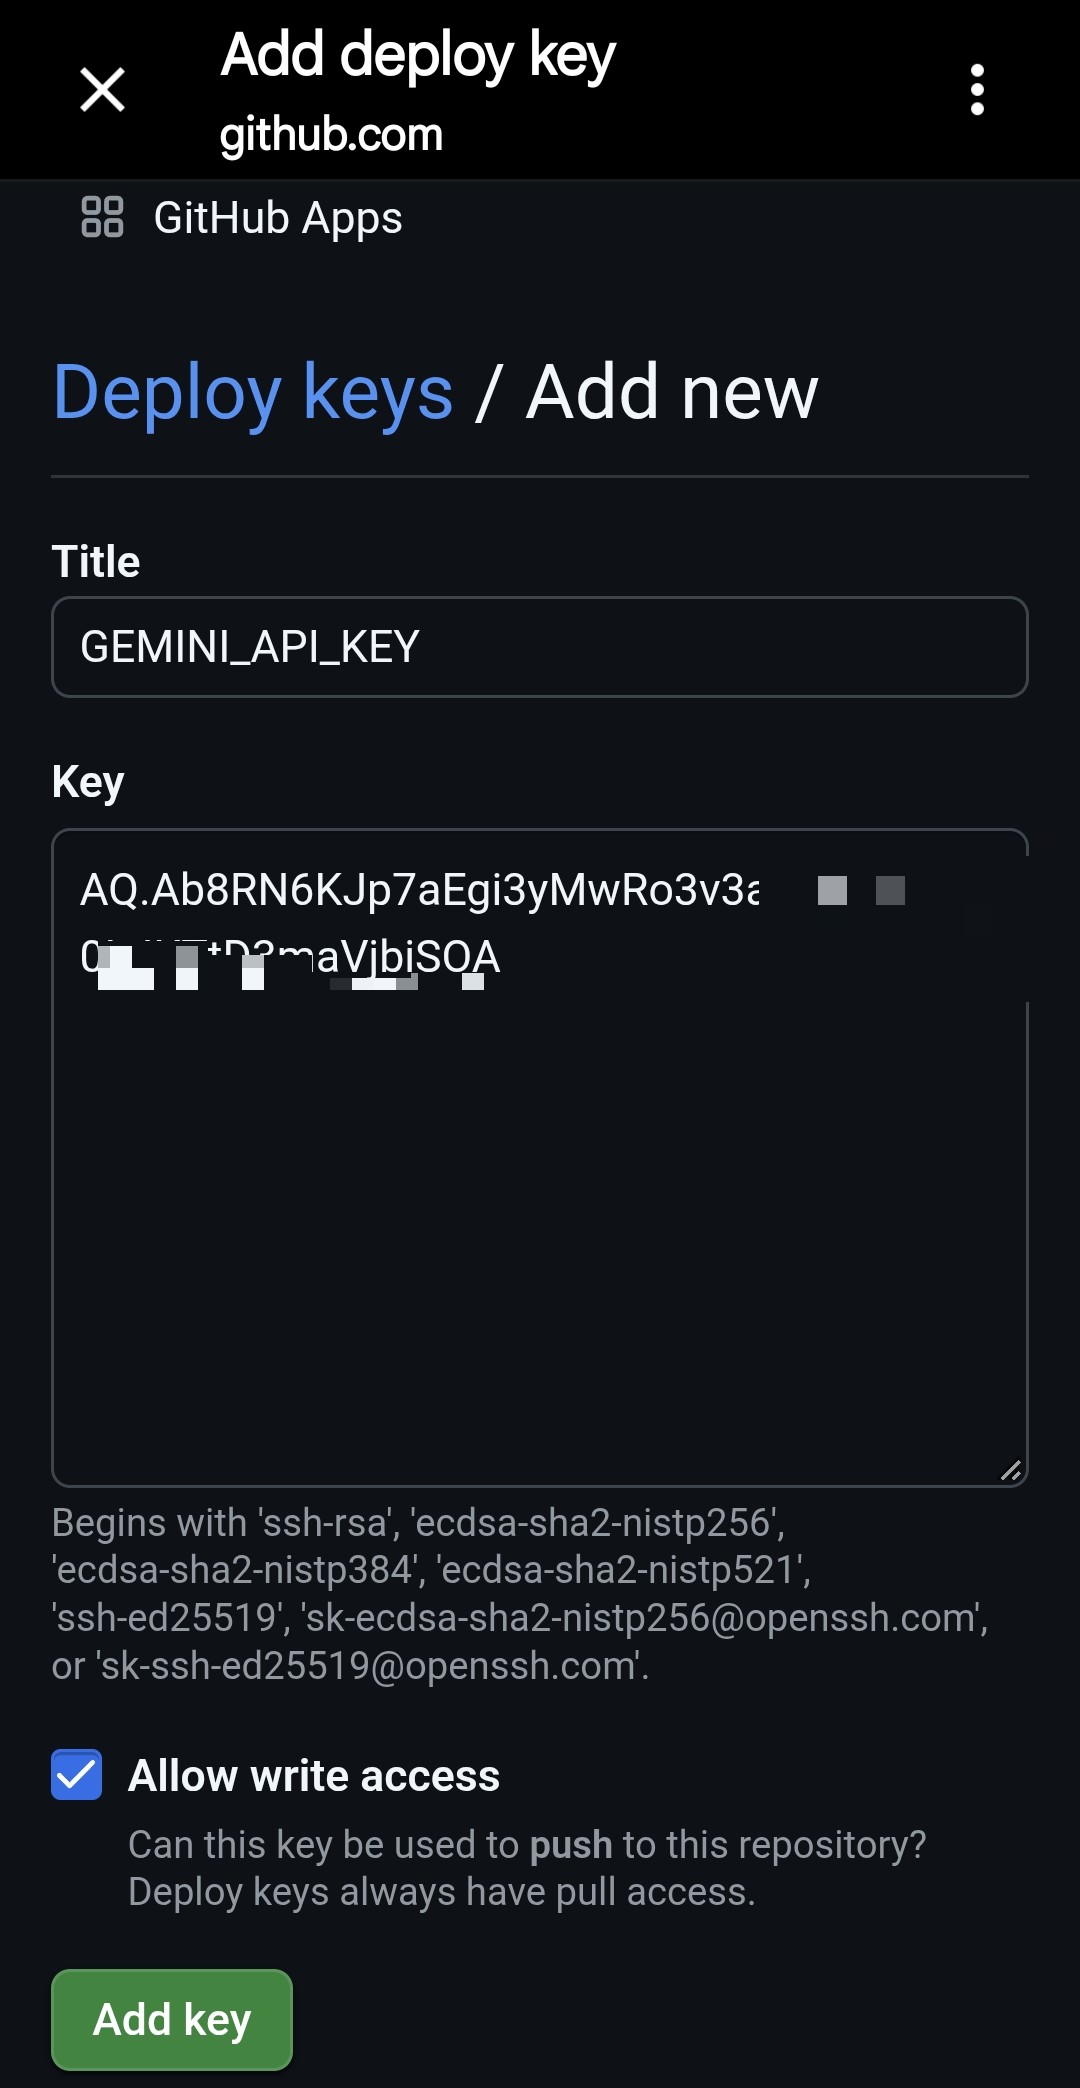 Add deploy key
github.com
GitHub Apps
Deploy keys / Add new
Title
GEMINI_API_KEY
Key
Begins with 'ssh-rsa', 'ecdsa-sha2-nistp256',
'ecdsa-sha2-nistp384', 'ecdsa-sha2-nistp521',
'ssh-ed25519', 'sk-ecdsa-sha2-nistp256@openssh.com',
or 'sk-ssh-ed25519@openssh.com'.
Allow write access
Can this key be used to push to this repository?
Deploy keys always have pull access.
Add key